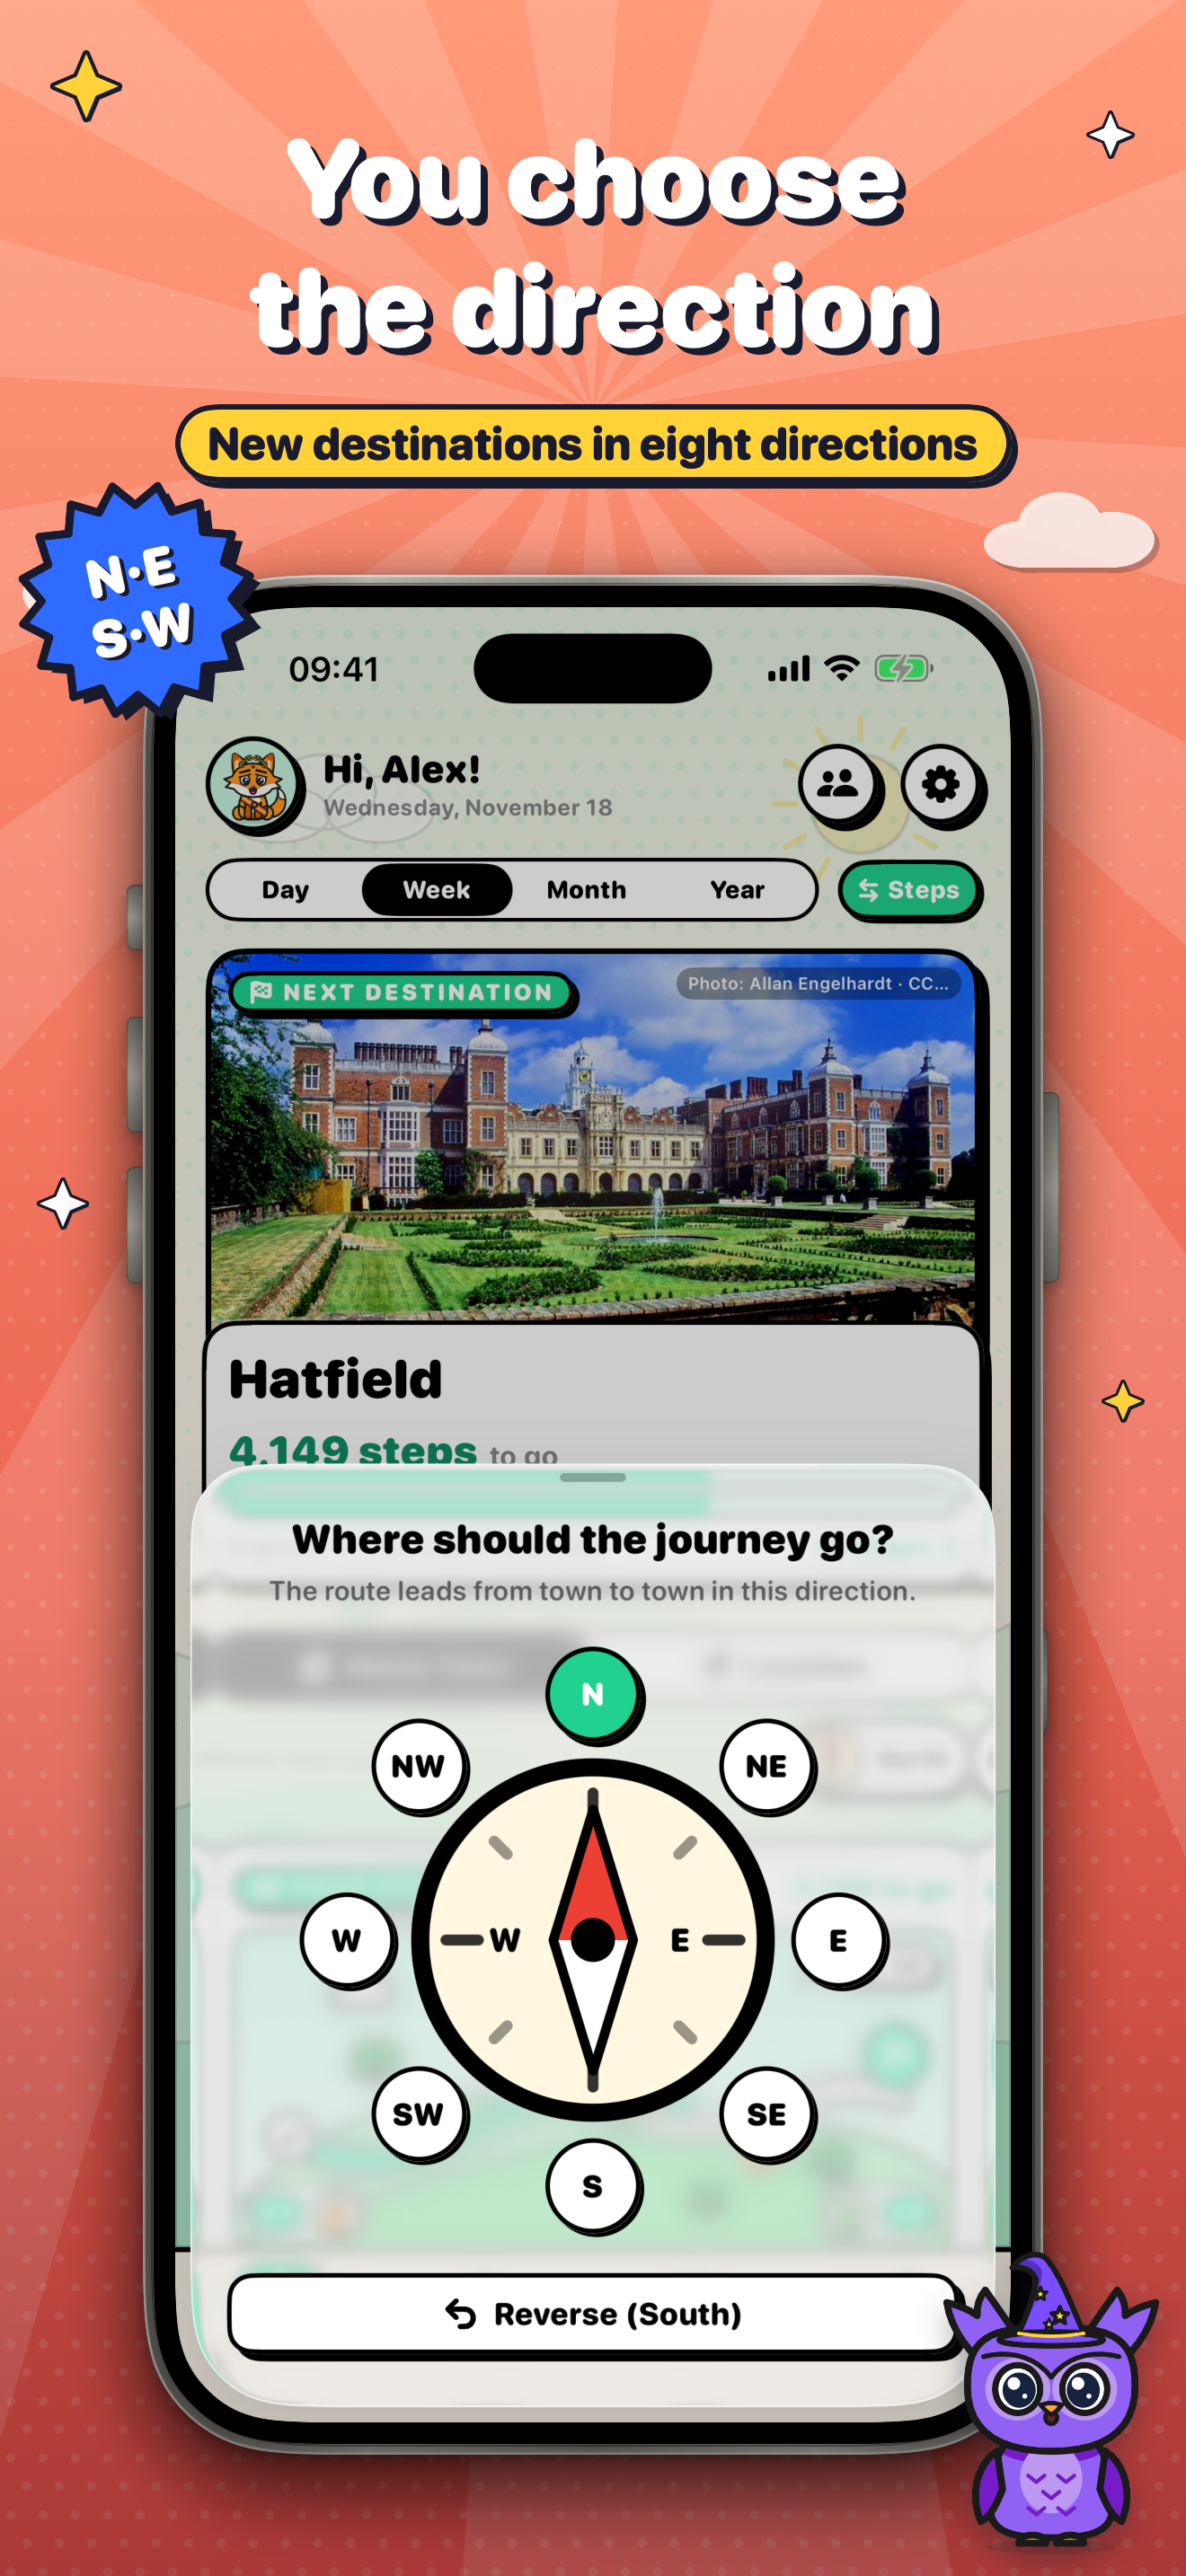 You choose
the direction
New destinations in eight directions
N·E
S·W
09:41
Hi, Alex!
Wednesday, November 18
Day
Week
Month
Year
Steps
NEXT DESTINATION
Photo: Allan Engelhardt · CC...
Hatfield
4,149 steps to go
Where should the journey go?
The route leads from town to town in this direction.
N
NW
NE
W
W
E
E
SW
SE
S
Reverse (South)